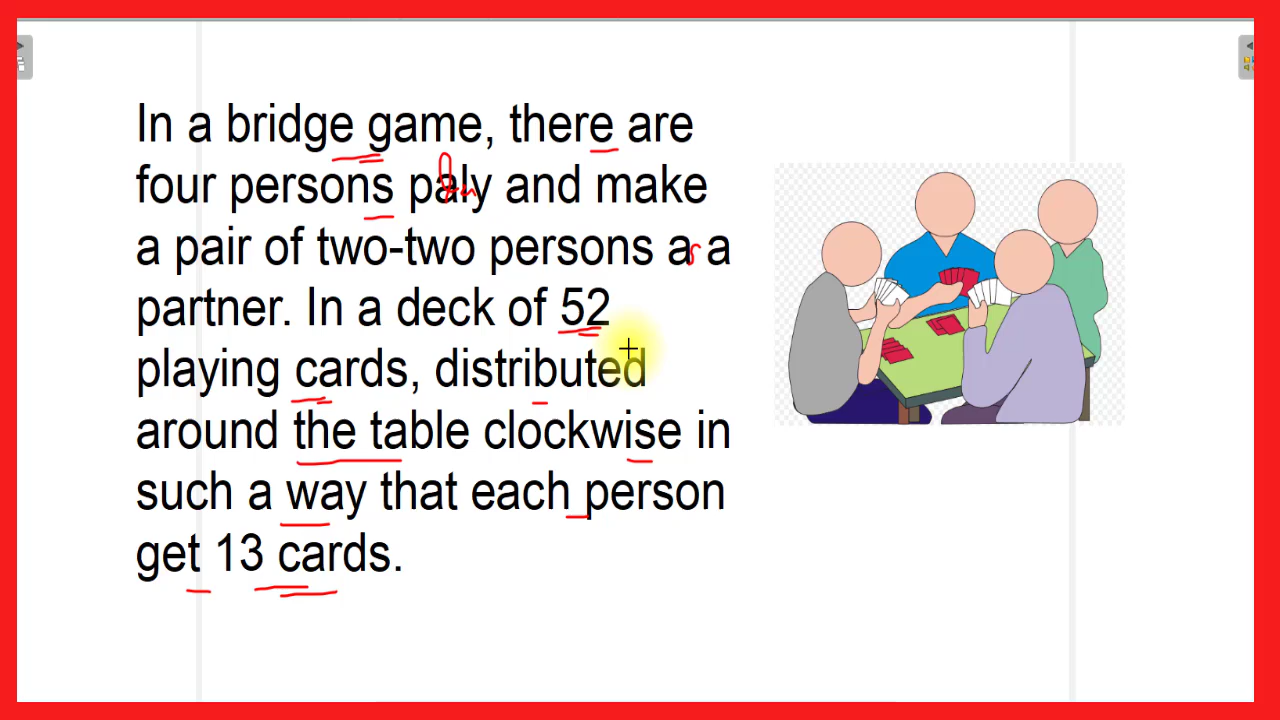 In a bridge game, there are
four persons paly and make
a pair of two-two persons as a
partner. In a deck of 52
playing cards, distributed
around the table clockwise in
such a way that each person
get 13 cards.